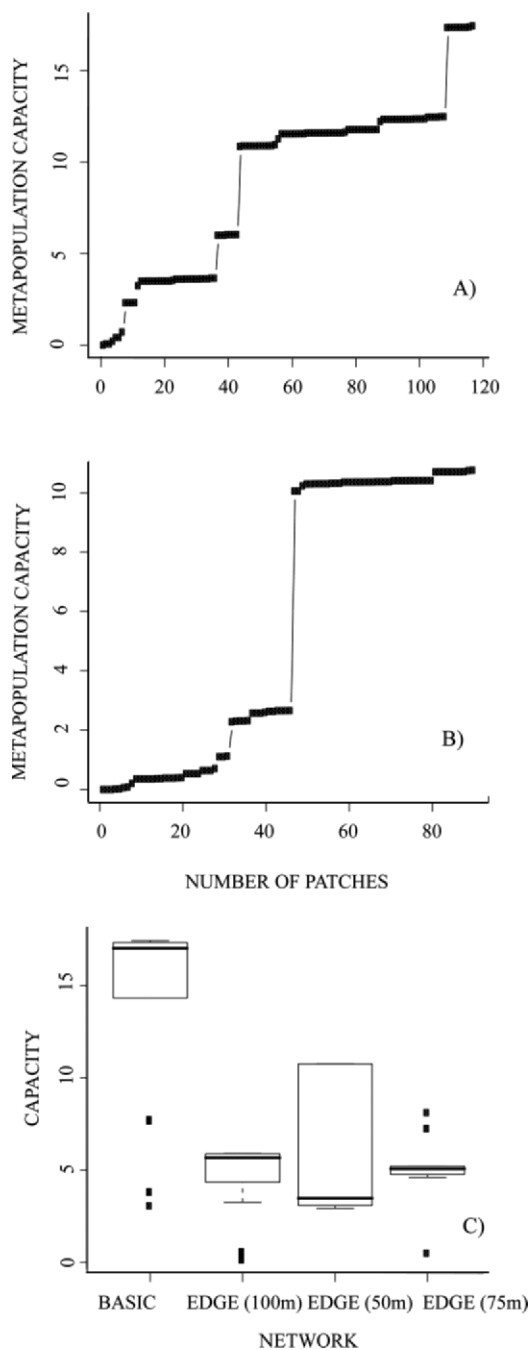 METAPOPULATION CAPACITY
15
10
5
0
A)
0 20 40 60 80 100 120
METAPOPULATION CAPACITY
10
8
6
4
2
0
B)
0 20 40 60 80
NUMBER OF PATCHES
CAPACITY
15
10
5
0
C)
BASIC EDGE (100m) EDGE (50m) EDGE (75m)
NETWORK